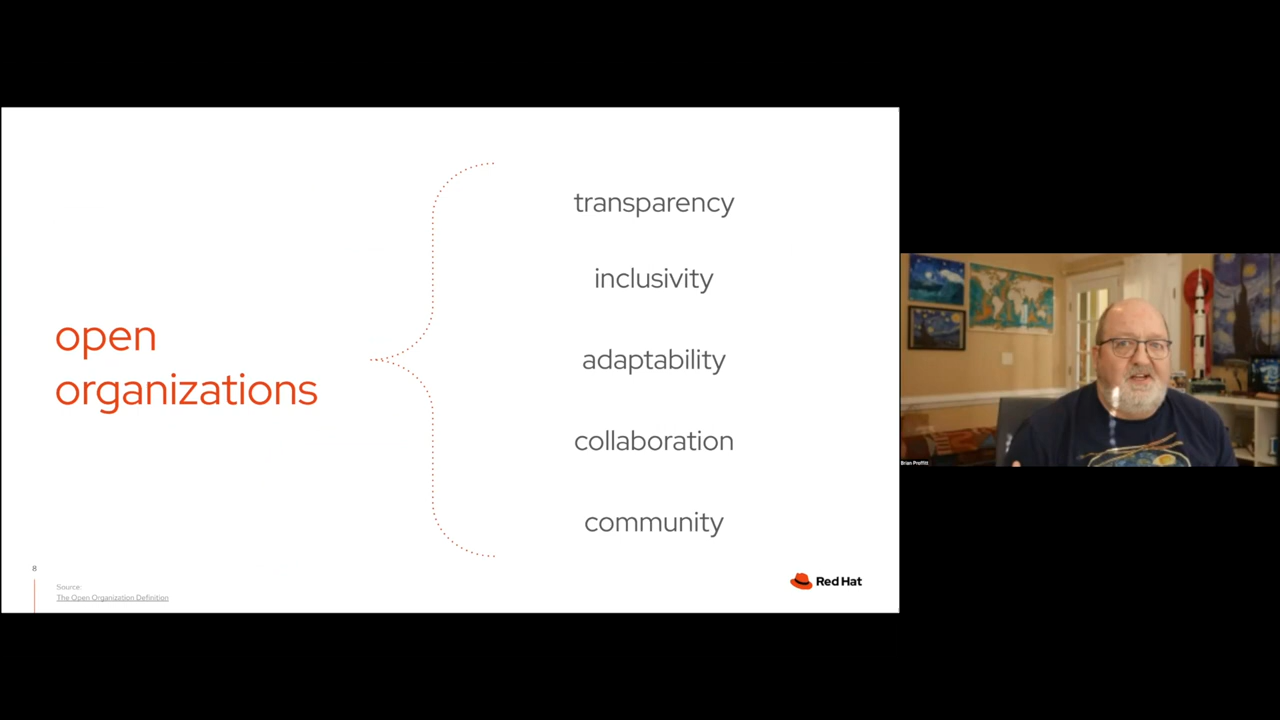 open
organizations
transparency
inclusivity
adaptability
collaboration
community
8
Source:
The Open Organization Definition
Red Hat
Brian Proffitt